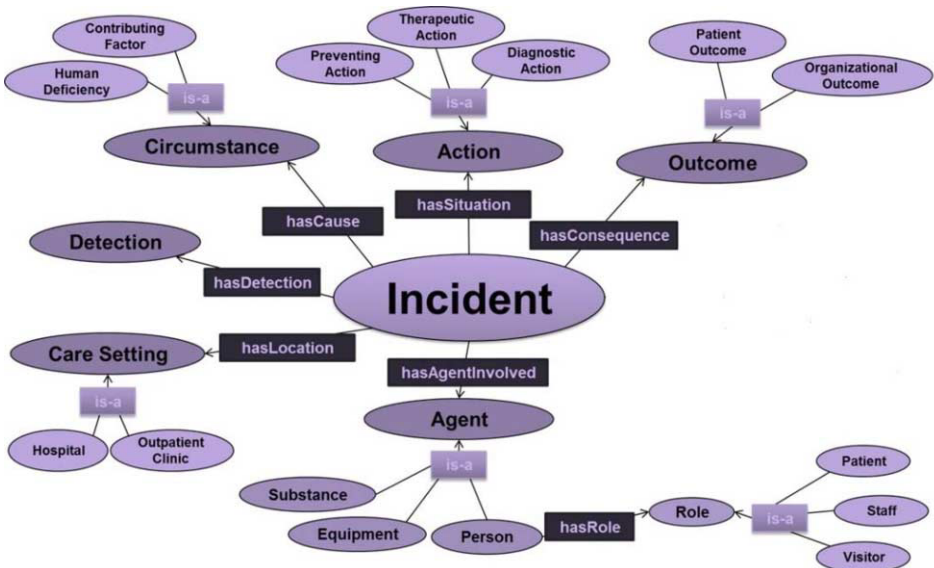 Contributing
Factor
Human
Deficiency
is-a
Circumstance
Therapeutic
Action
Preventing
Action
Diagnostic
Action
is-a
Action
Patient
Outcome
Organizational
Outcome
is-a
Outcome
hasCause
hasSituation
hasConsequence
Detection
hasDetection
Incident
Care Setting
hasLocation
is-a
Hospital
Outpatient
Clinic
hasAgentInvolved
Agent
is-a
Substance
Equipment
Person
hasRole
Role
is-a
Patient
Staff
Visitor